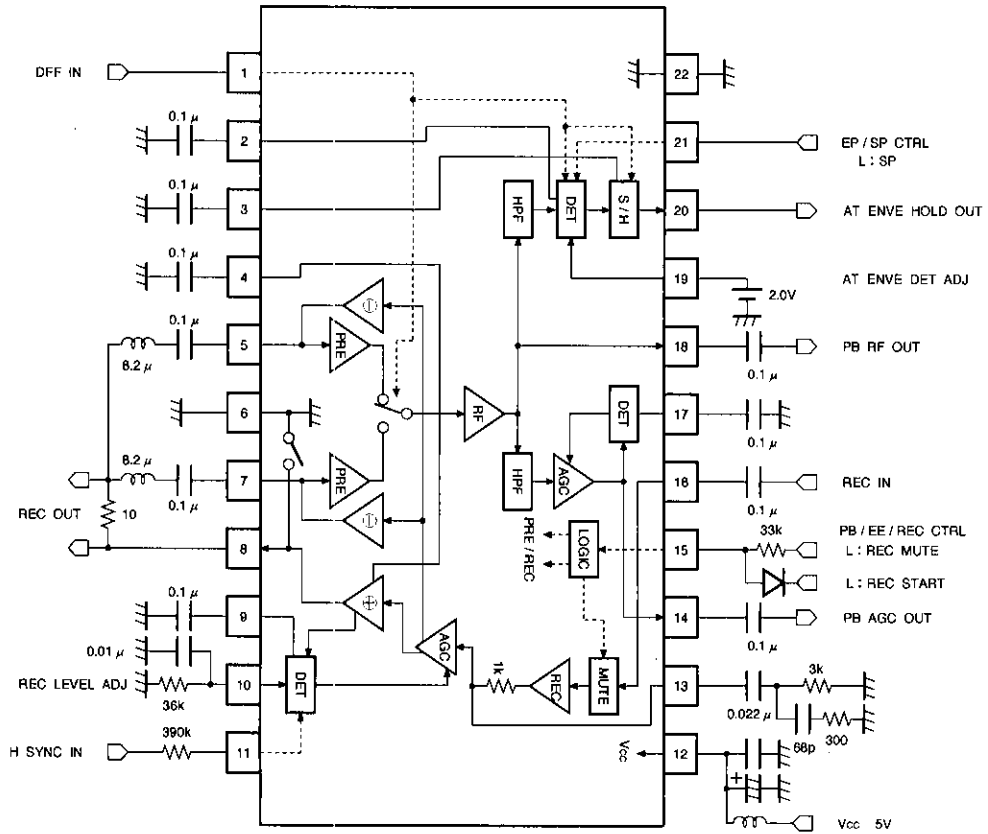 DFF IN
1
0.1 μ
2
0.1 μ
3
0.1 μ
4
0.1 μ
5
8.2 μ
6
8.2 μ
7
0.1 μ
REC OUT
10
8
0.1 μ
9
0.01 μ
REC LEVEL ADJ
10
36k
390k
H SYNC IN
11
PRE
PRE
RF
HPF
DET
S / H
HPF
AGC
DET
PRE / REC
LOGIC
DET
AGC
1k
REC
MUTE
Vcc
22
21
EP / SP CTRL
L : SP
20
AT ENVE HOLD OUT
19
AT ENVE DET ADJ
2.0V
18
PB RF OUT
0.1 μ
17
0.1 μ
16
REC IN
0.1 μ
PB / EE / REC CTRL
33k
15
L : REC MUTE
L : REC START
14
PB AGC OUT
0.1 μ
3k
13
0.022 μ
68p
300
12
+
Vcc 5V